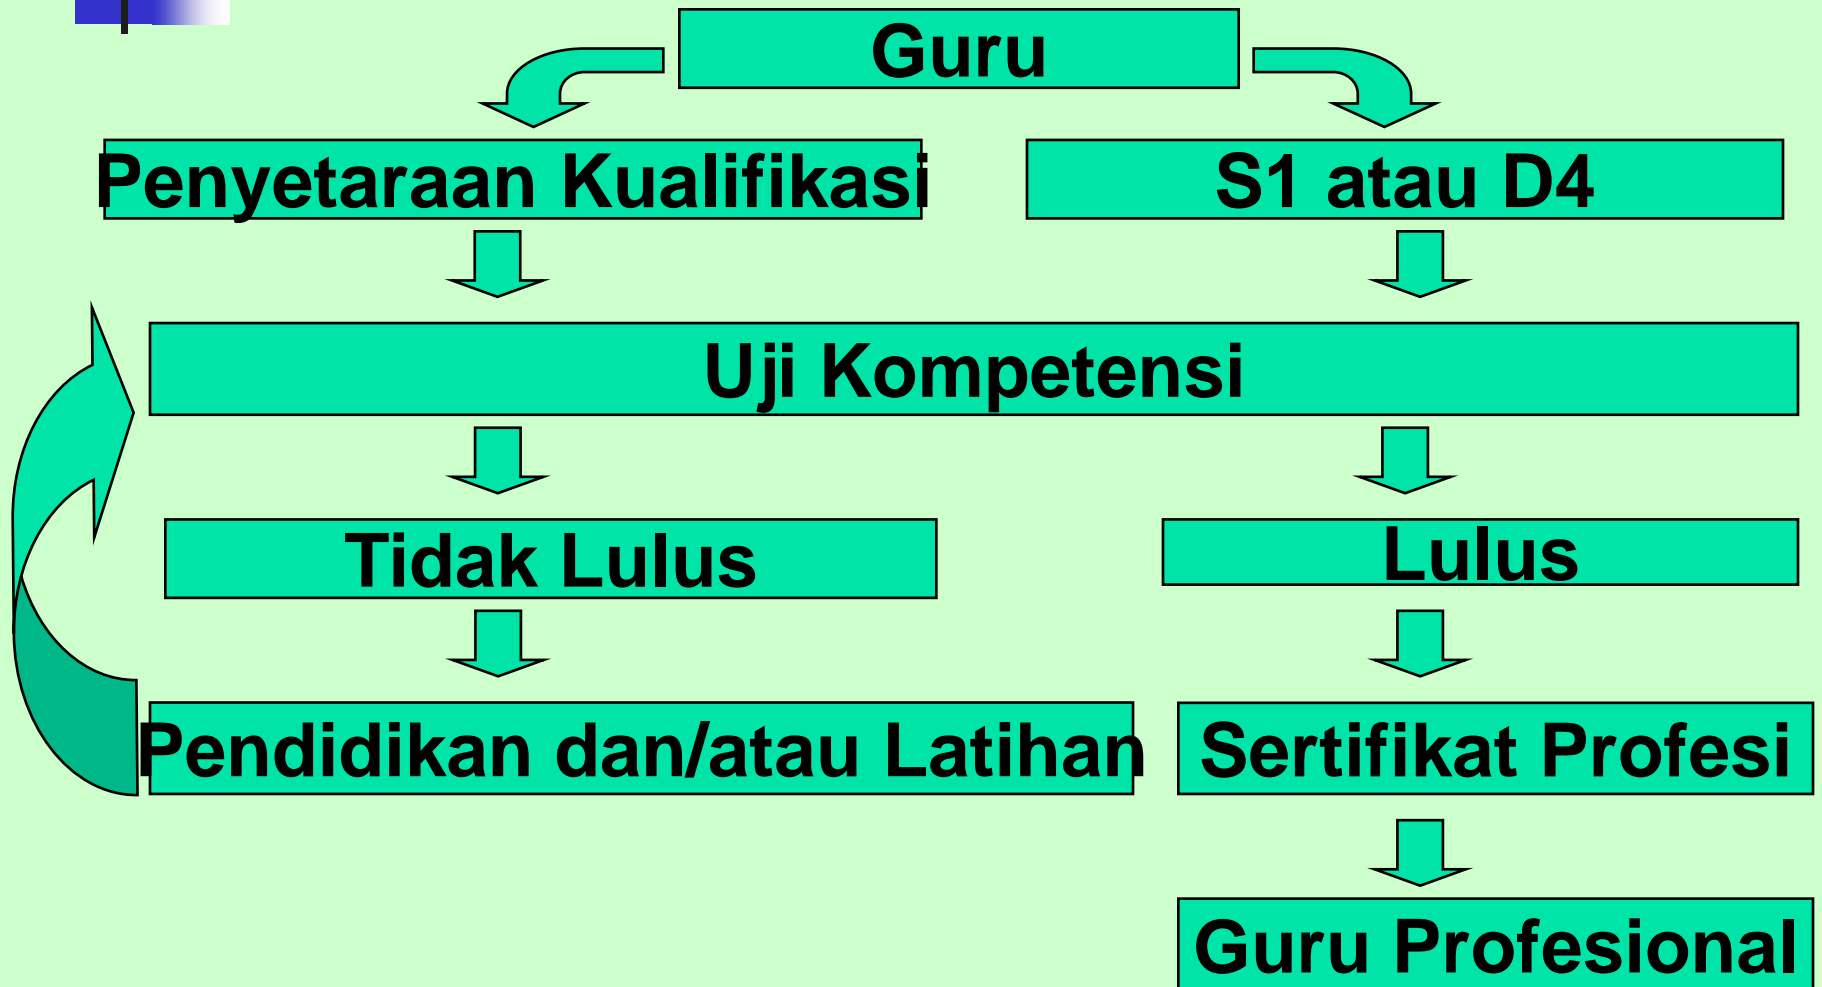 Guru
Penyetaraan Kualifikasi
S1 atau D4
Uji Kompetensi
Tidak Lulus
Lulus
Pendidikan dan/atau Latihan
Sertifikat Profesi
Guru Profesional